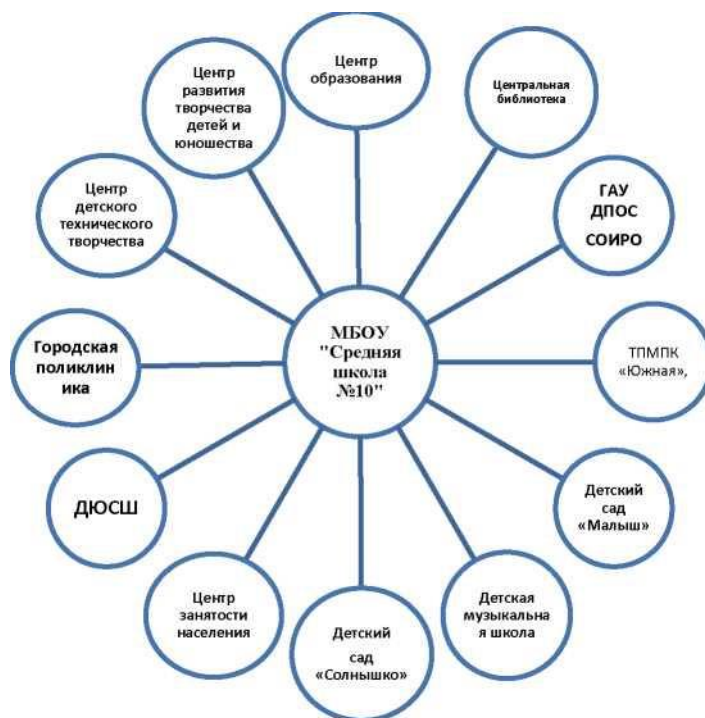 Центр
образования
Центральная
библиотека
ГАУ
ДПОС
СОИРО
ТПМПК
«Южная»,
Детский
сад
«Малыш»
Детская
музыкальна
я школа
Детский
сад
«Солнышко»
Центр
занятости
населения
ДЮСШ
Городская
поликлин
ика
Центр
детского
технического
творчества
Центр
развития
творчества
детей и
юношества
МБОУ
"Средняя
школа
№10"